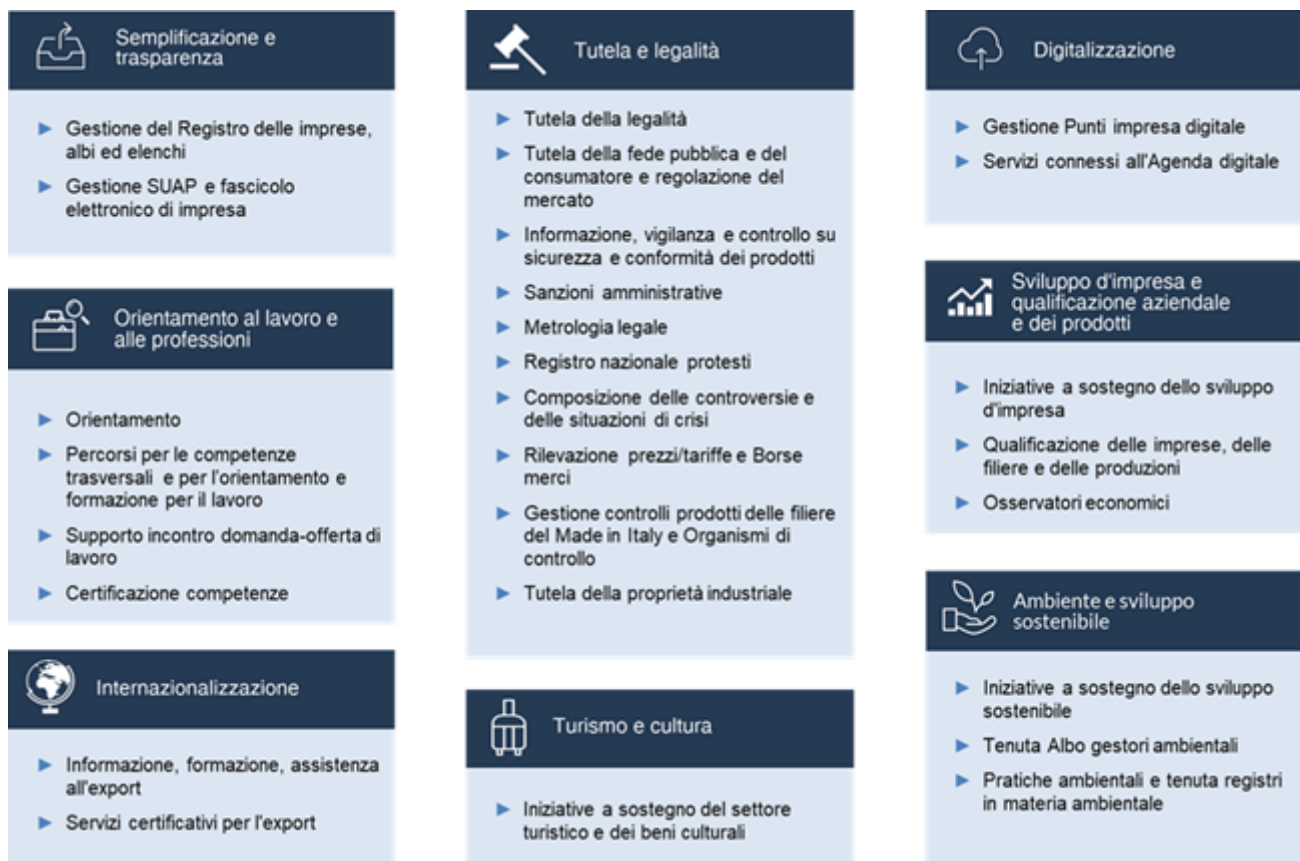 Semplificazione e
trasparenza
► Gestione del Registro delle imprese,
albi ed elenchi
► Gestione SUAP e fascicolo
elettronico di impresa
Orientamento al lavoro e
alle professioni
► Orientamento
► Percorsi per le competenze
trasversali e per l'orientamento e
formazione per il lavoro
► Supporto incontro domanda-offerta di
lavoro
► Certificazione competenze
Internazionalizzazione
► Informazione, formazione, assistenza
all'export
► Servizi certificativi per l'export
Tutela e legalità
► Tutela della legalità
► Tutela della fede pubblica e del
consumatore e regolazione del
mercato
► Informazione, vigilanza e controllo su
sicurezza e conformità dei prodotti
► Sanzioni amministrative
► Metrologia legale
► Registro nazionale protesti
► Composizione delle controversie e
delle situazioni di crisi
► Rilevazione prezzi/tariffe e Borse
merci
► Gestione controlli prodotti delle filiere
del Made in Italy e Organismi di
controllo
► Tutela della proprietà industriale
Turismo e cultura
► Iniziative a sostegno del settore
turistico e dei beni culturali
Digitalizzazione
► Gestione Punti impresa digitale
► Servizi connessi all'Agenda digitale
Sviluppo d'impresa e
qualificazione aziendale
e dei prodotti
► Iniziative a sostegno dello sviluppo
d'impresa
► Qualificazione delle imprese, delle
filiere e delle produzioni
► Osservatori economici
Ambiente e sviluppo
sostenibile
► Iniziative a sostegno dello sviluppo
sostenibile
► Tenuta Albo gestori ambientali
► Pratiche ambientali e tenuta registri
in materia ambientale